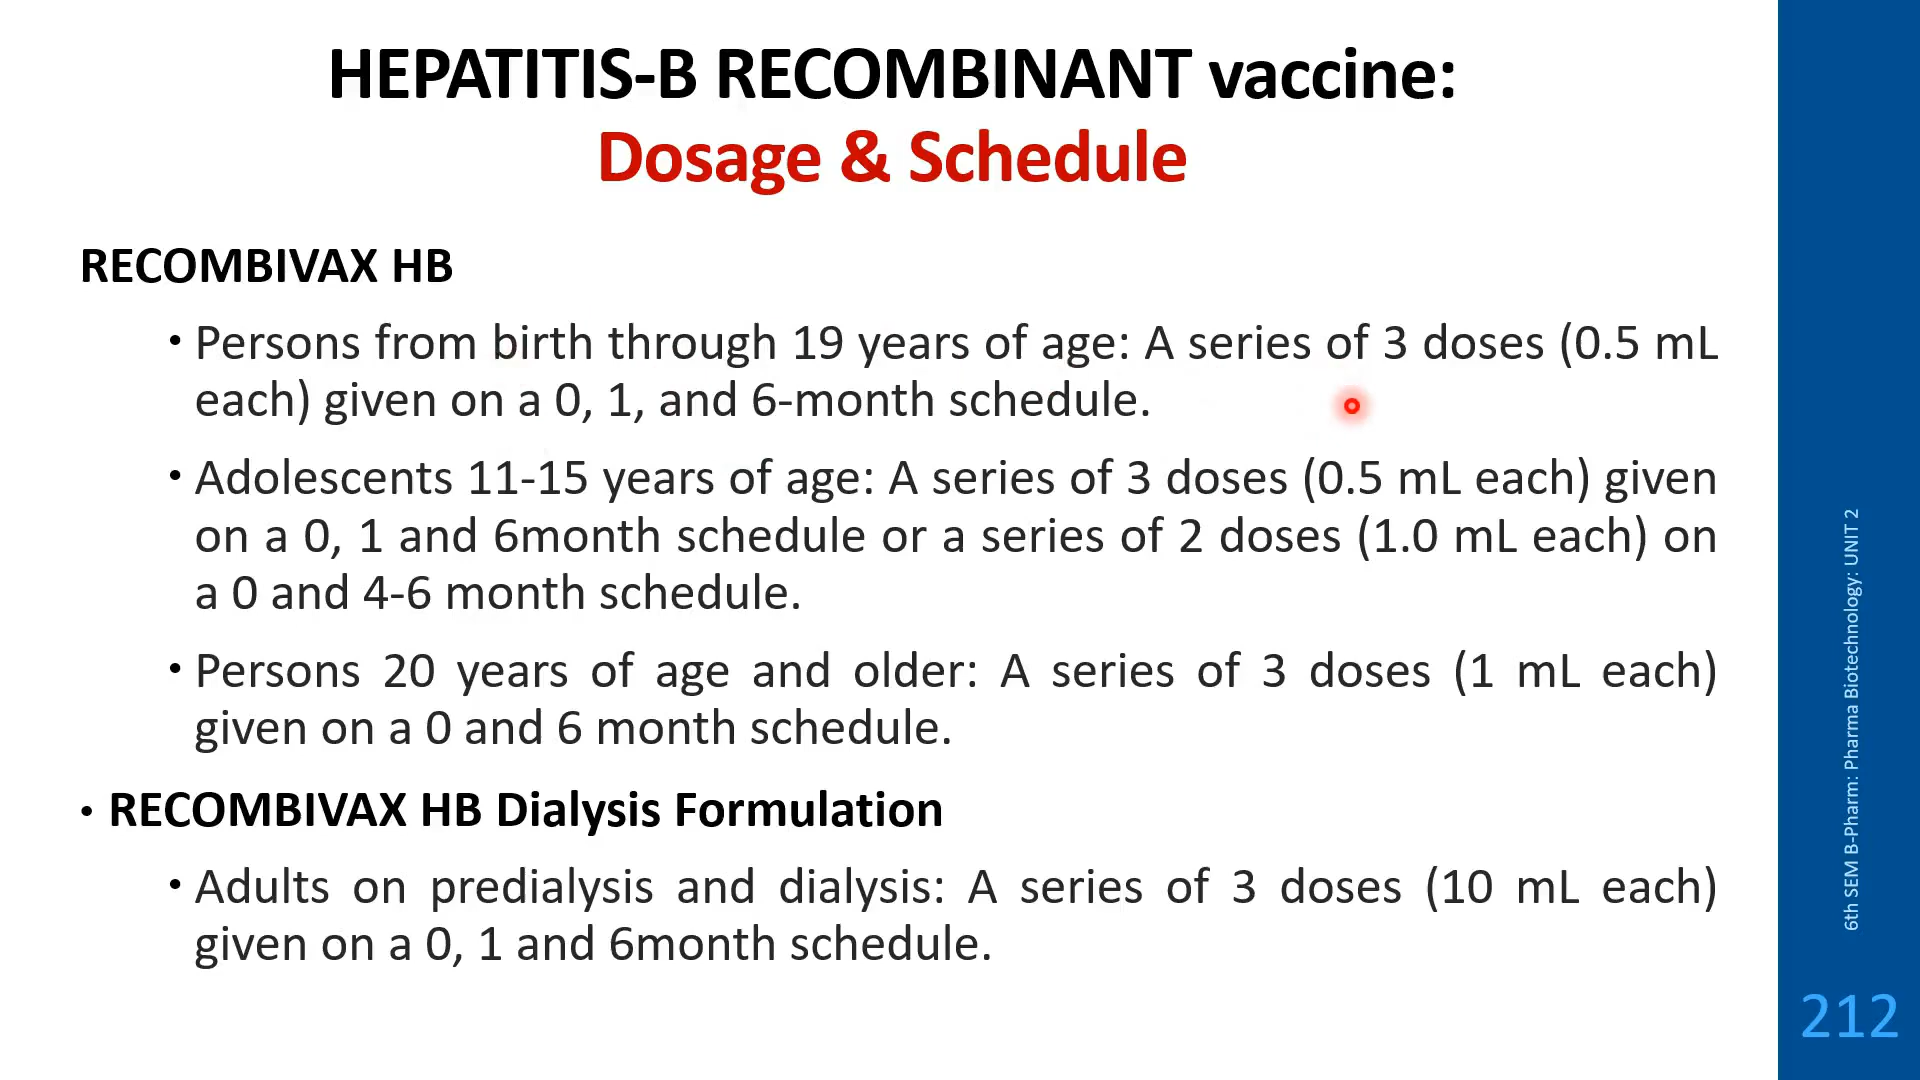 HEPATITIS-B RECOMBINANT vaccine:
Dosage & Schedule
RECOMBIVAX HB
• Persons from birth through 19 years of age: A series of 3 doses (0.5 mL
each) given on a 0, 1, and 6-month schedule.
• Adolescents 11-15 years of age: A series of 3 doses (0.5 mL each) given
on a 0, 1 and 6month schedule or a series of 2 doses (1.0 mL each) on
a 0 and 4-6 month schedule.
• Persons 20 years of age and older: A series of 3 doses (1 mL each)
given on a 0 and 6 month schedule.
• RECOMBIVAX HB Dialysis Formulation
• Adults on predialysis and dialysis: A series of 3 doses (10 mL each)
given on a 0, 1 and 6month schedule.
6th SEM B-Pharm: Pharma Biotechnology: UNIT 2
212